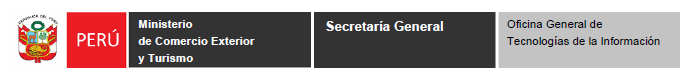 PERÚ
Ministerio
de Comercio Exterior
y Turismo
Secretaría General
Oficina General de
Tecnologías de la Información